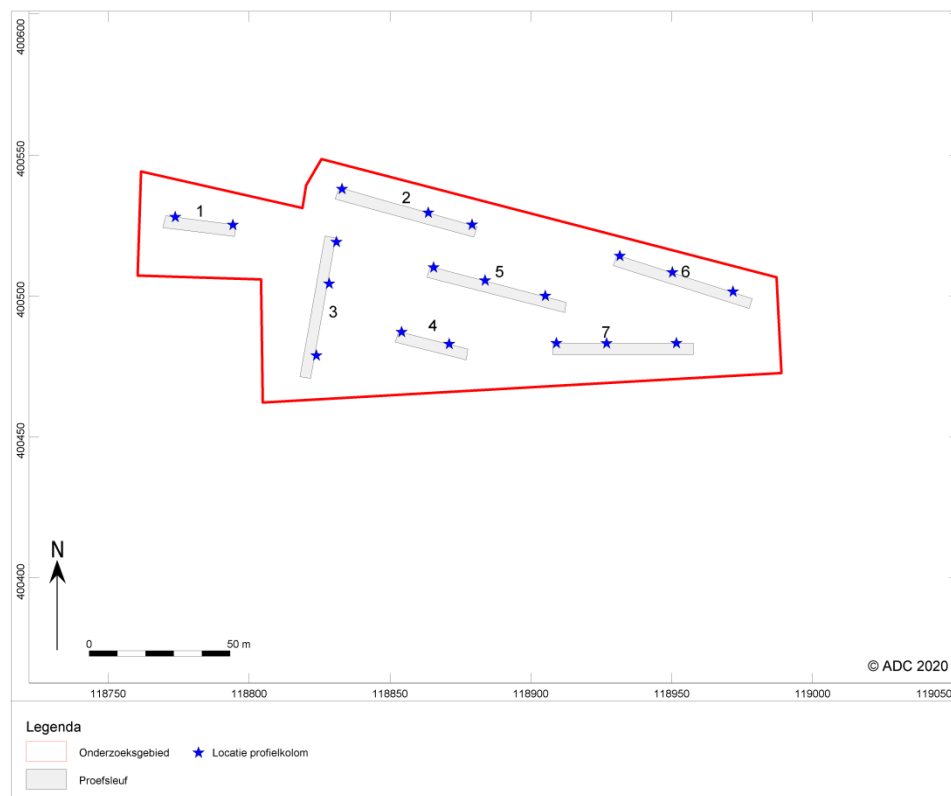 400600
400550
400500
400450
400400
1
2
3
4
5
6
7
N
0 50 m
© ADC 2020
118750 118800 118850 118900 118950 119000 119050
Legenda
Onderzoeksgebied Locatie profielkolom
Proefsleuf